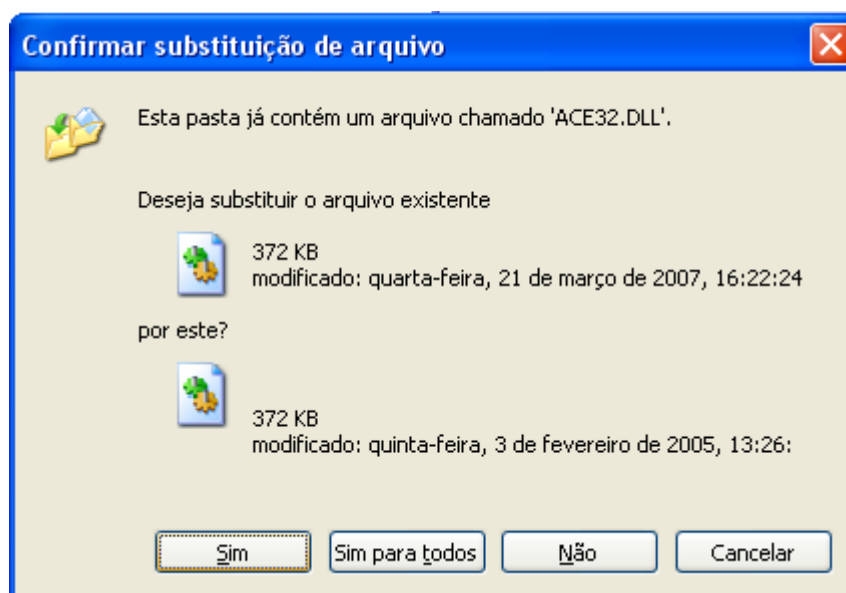 Confirmar substituição de arquivo
Esta pasta já contém um arquivo chamado 'ACE32.DLL'.
Deseja substituir o arquivo existente
372 KB
modificado: quarta-feira, 21 de março de 2007, 16:22:24
por este?
372 KB
modificado: quinta-feira, 3 de fevereiro de 2005, 13:26:
Sim
Sim para todos
Não
Cancelar